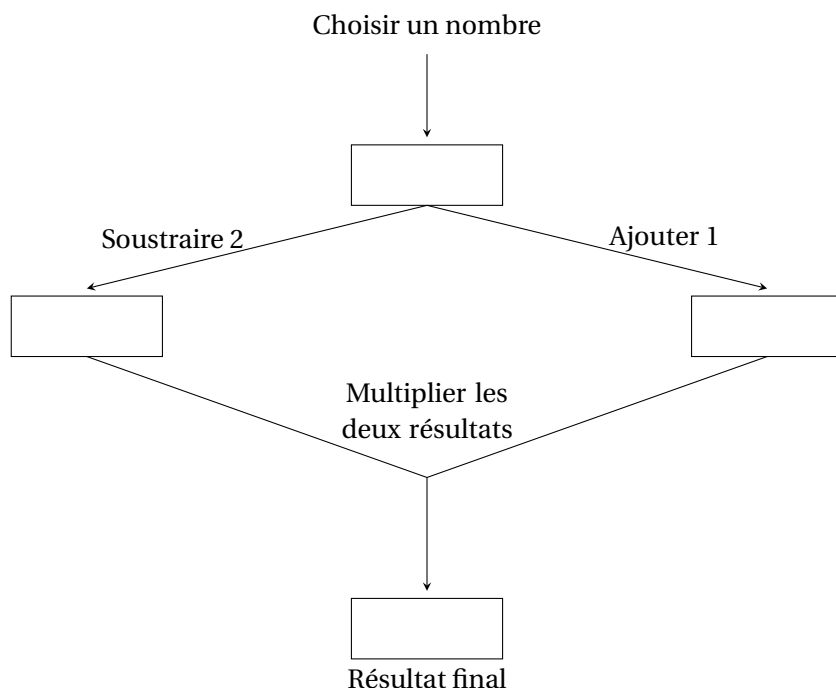 Choisir un nombre
Soustraire 2
Ajouter 1
Multiplier les
deux résultats
Résultat final